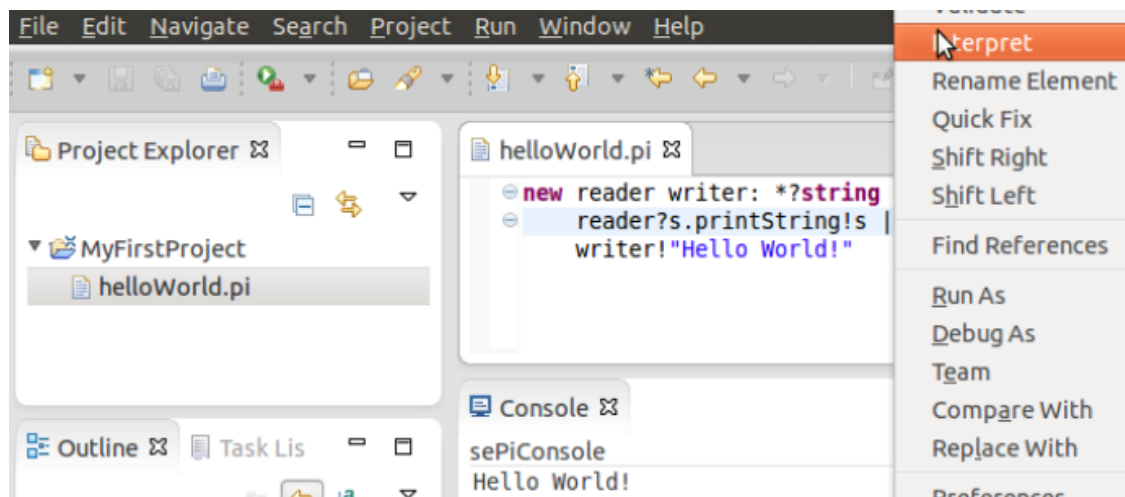 File Edit Navigate Search Project Run Window Help
Project Explorer
MyFirstProject
helloWorld.pi
Outline Task Lis
helloWorld.pi
new reader writer: *?string
reader?s.printString!s |
writer!"Hello World!"
Console
sePiConsole
Hello World!
Validate
Interpret
Rename Element
Quick Fix
Shift Right
Shift Left
Find References
Run As
Debug As
Team
Compare With
Replace With
Preferences